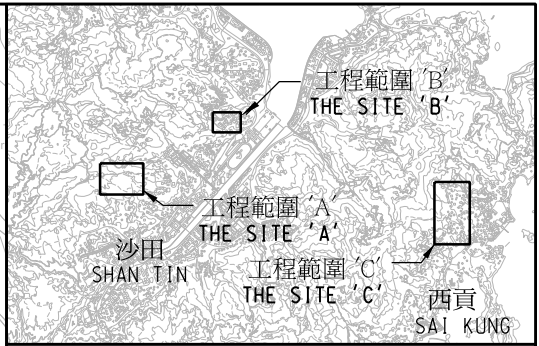 工程範圍 'B'
THE SITE 'B'
工程範圍 'A'
THE SITE 'A'
沙田
SHAN TIN
工程範圍 'C'
THE SITE 'C'
西貢
SAI KUNG